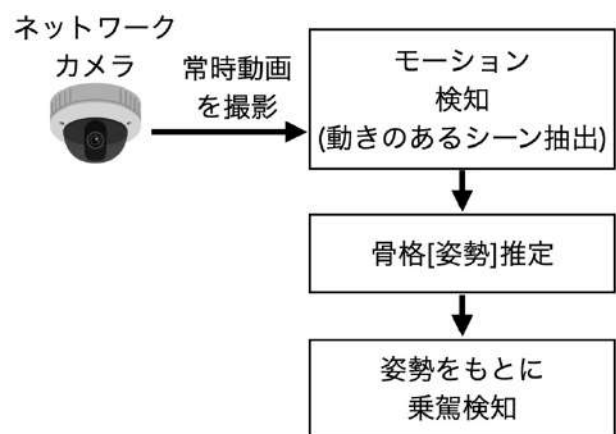 ネットワーク
カメラ
常時動画
を撮影
モーション
検知
(動きのあるシーン抽出)
骨格[姿勢]推定
姿勢をもとに
乗駕検知